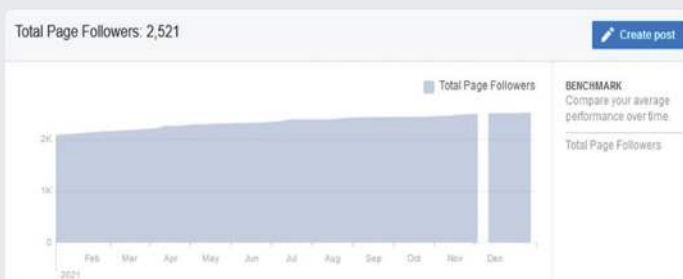 Total Page Followers: 2,521
Create post
Total Page Followers
BENCHMARK
Compare your average
performance over time.
Total Page Followers
2K
1K
0
Feb Mar Apr May Jun Jul Aug Sep Oct Nov Dec
2021